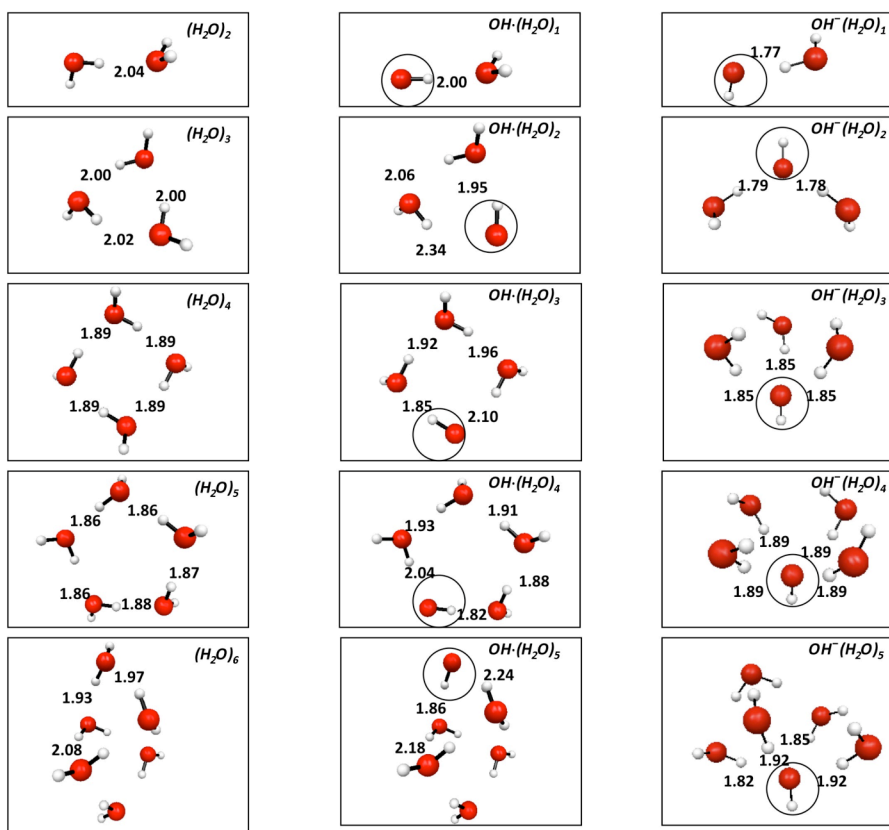 (H₂O)₂
2.04
OH·(H₂O)₁
2.00
OH⁻(H₂O)₁
1.77
(H₂O)₃
2.00
2.00
2.02
OH·(H₂O)₂
2.06
1.95
2.34
OH⁻(H₂O)₂
1.79 1.78
(H₂O)₄
1.89
1.89
1.89 1.89
OH·(H₂O)₃
1.92
1.96
1.85
2.10
OH⁻(H₂O)₃
1.85
1.85 1.85
(H₂O)₅
1.86 1.86
1.87
1.86
1.88
OH·(H₂O)₄
1.91
1.93
2.04
1.88
1.82
OH⁻(H₂O)₄
1.89 1.89
1.89 1.89
(H₂O)₆
1.97
1.93
2.08
OH·(H₂O)₅
2.24
1.86
2.18
OH⁻(H₂O)₅
1.85
1.92
1.82 1.92